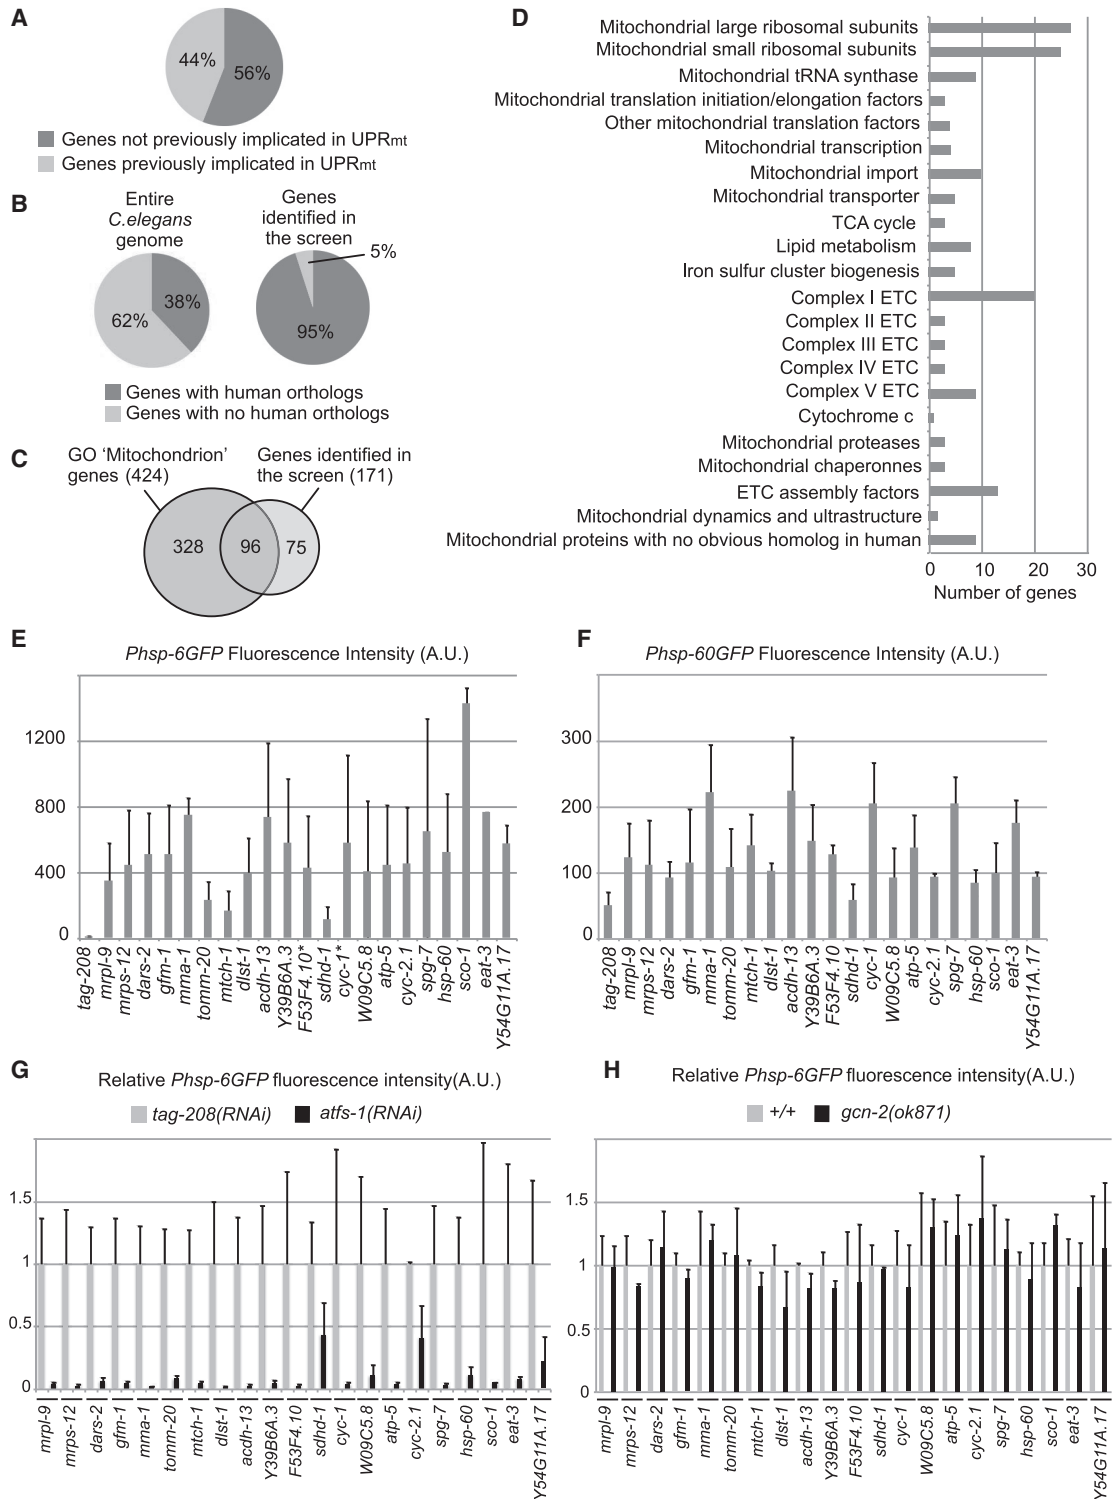 A
44%
56%
Genes not previously implicated in UPRmt
Genes previously implicated in UPRmt
B
Entire
C.elegans
genome
Genes
identified in
the screen
5%
38%
62%
95%
Genes with human orthologs
Genes with no human orthologs
C
GO ‘Mitochondrion’
genes (424)
Genes identified in
the screen (171)
328
96
75
D
Mitochondrial large ribosomal subunits
Mitochondrial small ribosomal subunits
Mitochondrial tRNA synthase
Mitochondrial translation initiation/elongation factors
Other mitochondrial translation factors
Mitochondrial transcription
Mitochondrial import
Mitochondrial transporter
TCA cycle
Lipid metabolism
Iron sulfur cluster biogenesis
Complex I ETC
Complex II ETC
Complex III ETC
Complex IV ETC
Complex V ETC
Cytochrome c
Mitochondrial proteases
Mitochondrial chaperonnes
ETC assembly factors
Mitochondrial dynamics and ultrastructure
Mitochondrial proteins with no obvious homolog in human
0
10
20
30
Number of genes
E
Phsp-6GFP Fluorescence Intensity (A.U.)
1200
800
400
0
tag-208
mrpl-9
mrps-12
dars-2
gfm-1
mma-1
tomm-20
mtch-1
dlst-1
acdh-13
Y39B6A.3
F53F4.10*
sdhd-1
cyc-1*
W09C5.8
atp-5
cyc-2.1
spg-7
hsp-60
sco-1
eat-3
Y54G11A.17
F
Phsp-60GFP Fluorescence Intensity (A.U.)
300
200
100
0
tag-208
mrpl-9
mrps-12
dars-2
gfm-1
mma-1
tomm-20
mtch-1
dlst-1
acdh-13
Y39B6A.3
F53F4.10
sdhd-1
cyc-1
W09C5.8
atp-5
cyc-2.1
spg-7
hsp-60
sco-1
eat-3
Y54G11A.17
G
Relative Phsp-6GFP fluorescence intensity(A.U.)
tag-208(RNAi)
atfs-1(RNAi)
1.5
1
0.5
0
mrpl-9
mrps-12
dars-2
gfm-1
mma-1
tomm-20
mtch-1
dlst-1
acdh-13
Y39B6A.3
F53F4.10
sdhd-1
cyc-1
W09C5.8
atp-5
cyc-2.1
spg-7
hsp-60
sco-1
eat-3
Y54G11A.17
H
Relative Phsp-6GFP fluorescence intensity(A.U.)
+/+
gcn-2(ok871)
1.5
1
0.5
0
mrpl-9
mrps-12
dars-2
gfm-1
mma-1
tomm-20
mtch-1
dlst-1
acdh-13
Y39B6A.3
F53F4.10
sdhd-1
cyc-1
W09C5.8
atp-5
cyc-2.1
spg-7
hsp-60
sco-1
eat-3
Y54G11A.17